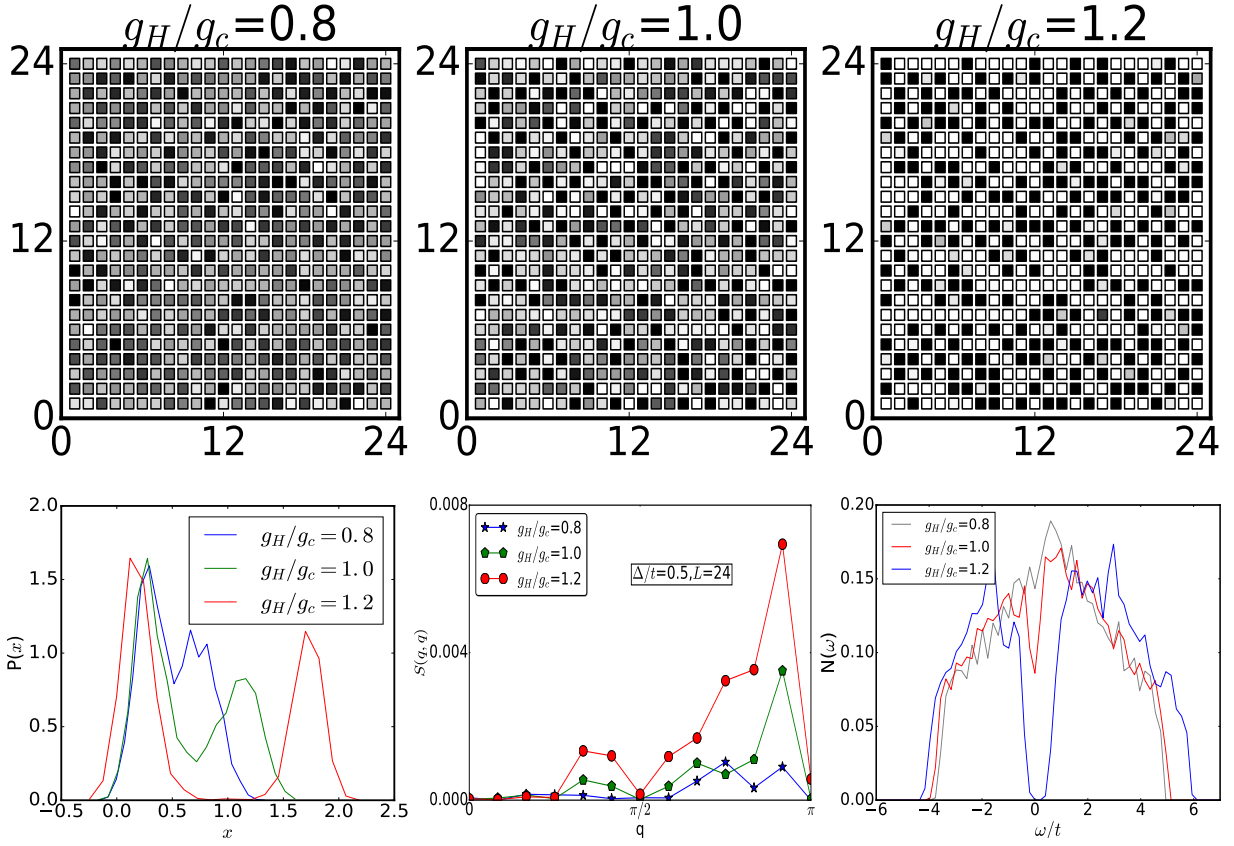 g_H/g_c=0.8
g_H/g_c=1.0
g_H/g_c=1.2
24
12
0
0
12
24
24
12
0
0
12
24
24
12
0
0
12
24
2.0
1.5
1.0
0.5
0.0
P(x)
−0.5
0.0
0.5
1.0
1.5
2.0
2.5
x
g_H/g_c = 0.8
g_H/g_c = 1.0
g_H/g_c = 1.2
0.008
0.004
0.000
S(q, q)
0
π/2
π
q
g_H/g_c=0.8
g_H/g_c=1.0
g_H/g_c=1.2
Δ/t=0.5,L=24
0.20
0.15
0.10
0.05
0.00
N(ω)
−6
−4
−2
0
2
4
6
ω/t
g_H/g_c=0.8
g_H/g_c=1.0
g_H/g_c=1.2